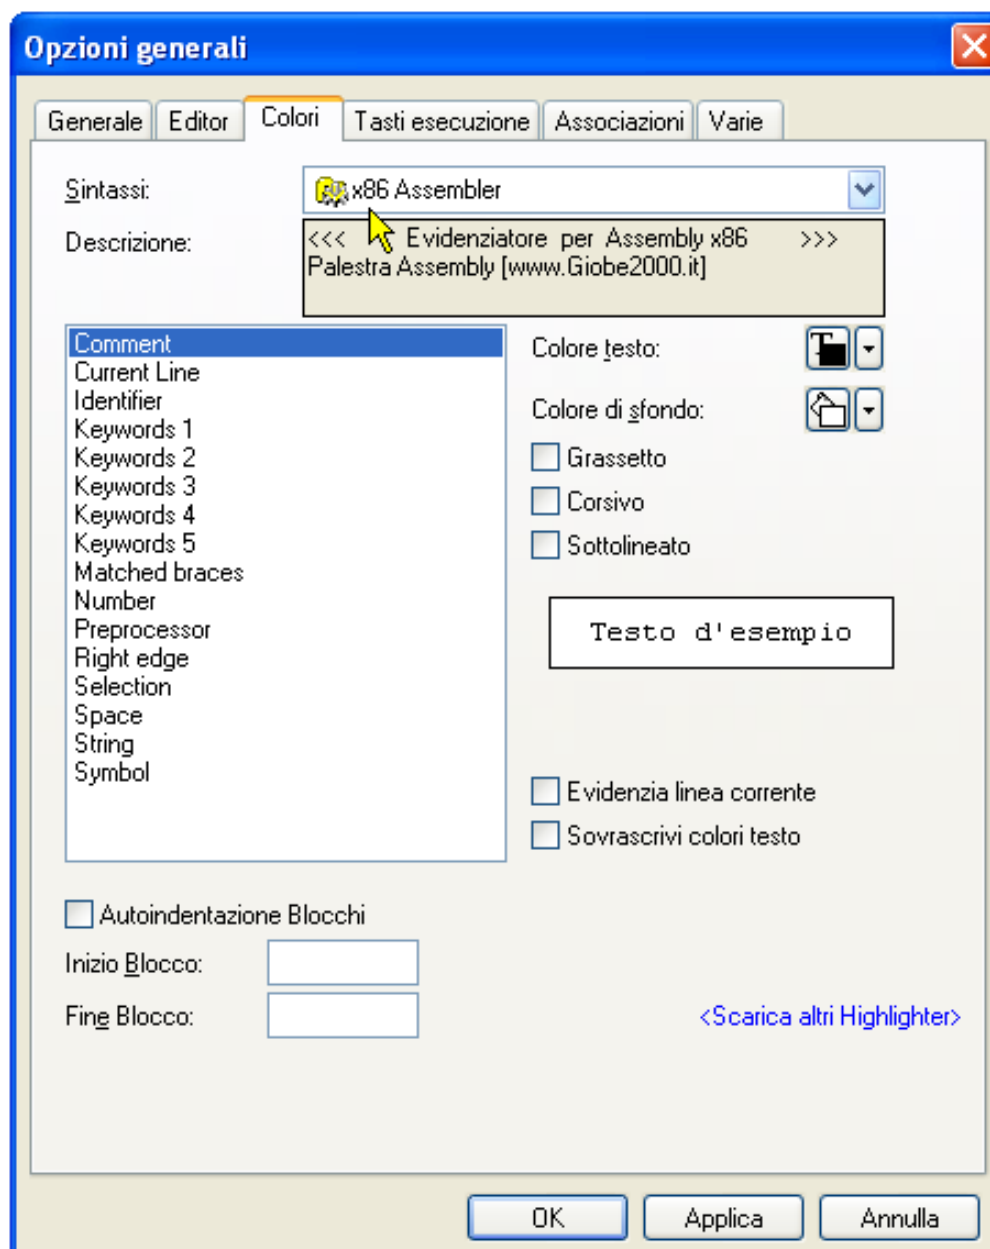 Opzioni generali
Generale Editor Colori Tasti esecuzione Associazioni Varie
Sintassi: x86 Assembler
Descrizione: <<< Evidenziatore per Assembly x86 >>>
Palestra Assembly [www.Giobe2000.it]
Comment
Current Line
Identifier
Keywords 1
Keywords 2
Keywords 3
Keywords 4
Keywords 5
Matched braces
Number
Preprocessor
Right edge
Selection
Space
String
Symbol
Colore testo: T
Colore di sfondo:
Grassetto
Corsivo
Sottolineato
Testo d'esempio
Evidenzia linea corrente
Sovrascrivi colori testo
Autoindentazione Blocchi
Inizio Blocco:
Fine Blocco:
<Scarica altri Highlighter>
OK Applica Annulla